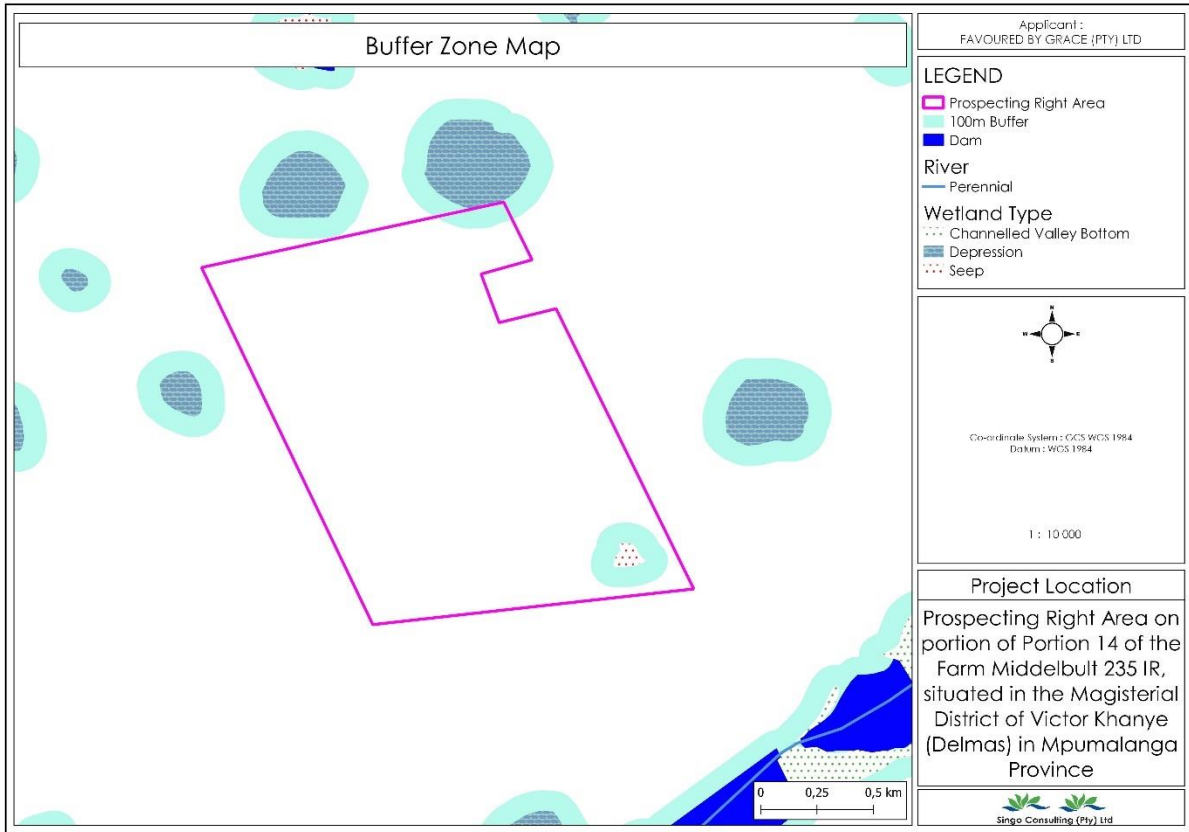 Buffer Zone Map
Applicant :
FAVOURED BY GRACE (PTY) LTD
LEGEND
Prospecting Right Area
100m Buffer
Dam
River
Perennial
Wetland Type
Channelled Valley Bottom
Depression
Seep
N
W E
S
Co-ordinate System : GCS WGS 1984
Datum : WGS 1984
1 : 10 000
Project Location
Prospecting Right Area on
portion of Portion 14 of the
Farm Middelbult 235 IR,
situated in the Magisterial
District of Victor Khanye
(Delmas) in Mpumalanga
Province
0 0,25 0,5 km
Singo Consulting (Pty) Ltd